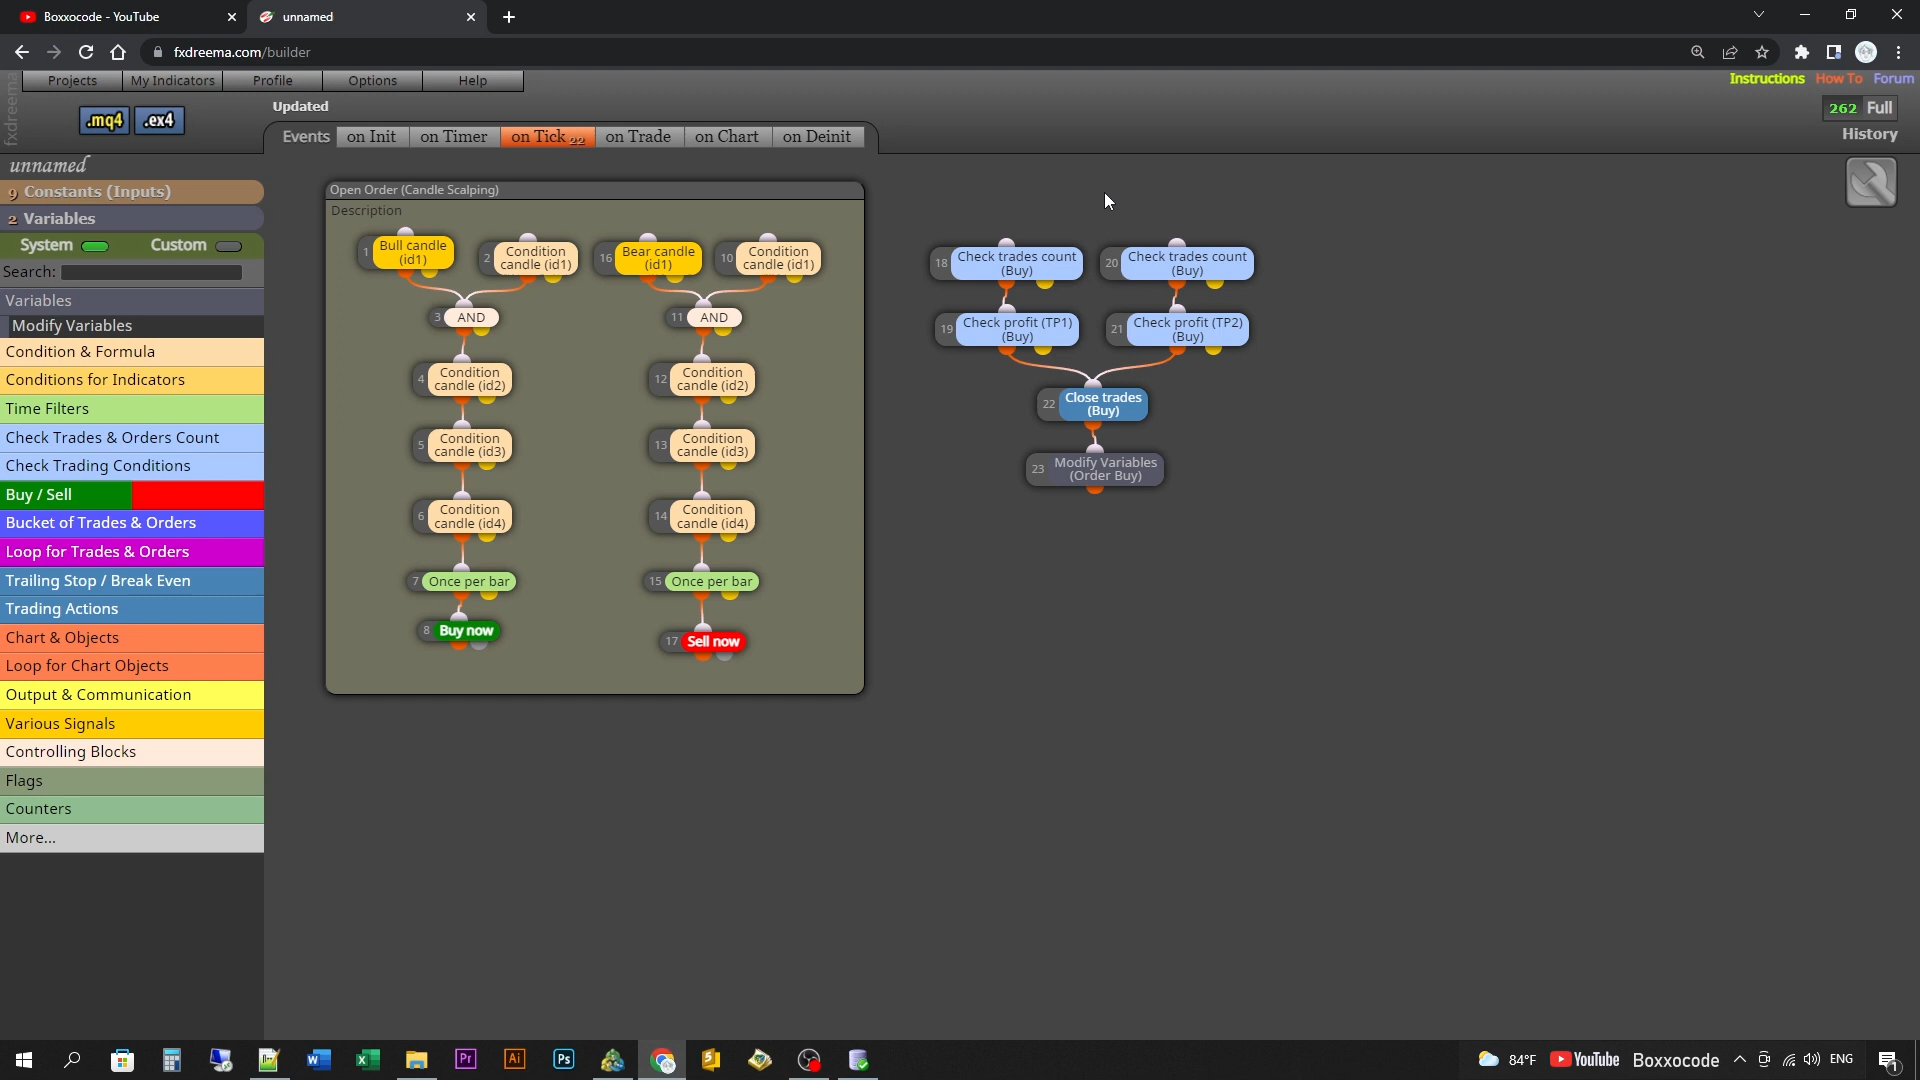 Boxxocode - YouTube
unnamed
fxdreema.com/builder
Projects
My Indicators
Profile
Options
Help
Instructions
How To
Forum
fxdreema
.mq4
.ex4
Updated
262 Full
History
Events
on Init
on Timer
on Tick 22
on Trade
on Chart
on Deinit
unnamed
9 Constants (Inputs)
2 Variables
System
Custom
Search:
Variables
Modify Variables
Condition & Formula
Conditions for Indicators
Time Filters
Check Trades & Orders Count
Check Trading Conditions
Buy / Sell
Bucket of Trades & Orders
Loop for Trades & Orders
Trailing Stop / Break Even
Trading Actions
Chart & Objects
Loop for Chart Objects
Output & Communication
Various Signals
Controlling Blocks
Flags
Counters
More...
Open Order (Candle Scalping)
Description
1 Bull candle
(id1)
2 Condition
candle (id1)
16 Bear candle
(id1)
10 Condition
candle (id1)
3 AND
11 AND
4 Condition
candle (id2)
12 Condition
candle (id2)
5 Condition
candle (id3)
13 Condition
candle (id3)
6 Condition
candle (id4)
14 Condition
candle (id4)
7 Once per bar
15 Once per bar
8 Buy now
17 Sell now
18 Check trades count
(Buy)
20 Check trades count
(Buy)
19 Check profit (TP1)
(Buy)
21 Check profit (TP2)
(Buy)
22 Close trades
(Buy)
23 Modify Variables
(Order Buy)
W
X
Pr
Ai
Ps
5
84°F
YouTube
Boxxocode
ENG
1